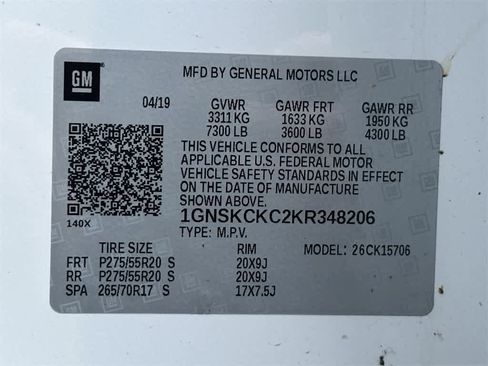 GM
MFD BY GENERAL MOTORS LLC
04/19 GVWR GAWR FRT GAWR RR
3311 KG 1633 KG 1950 KG
7300 LB 3600 LB 4300 LB
THIS VEHICLE CONFORMS TO ALL
APPLICABLE U.S. FEDERAL MOTOR
VEHICLE SAFETY STANDARDS IN EFFECT
ON THE DATE OF MANUFACTURE
SHOWN ABOVE.
140X 1GNSKCKC2KR348206
TYPE: M.P.V.
TIRE SIZE RIM MODEL: 26CK15706
FRT P275/55R20 S 20X9J
RR P275/55R20 S 20X9J
SPA 265/70R17 S 17X7.5J